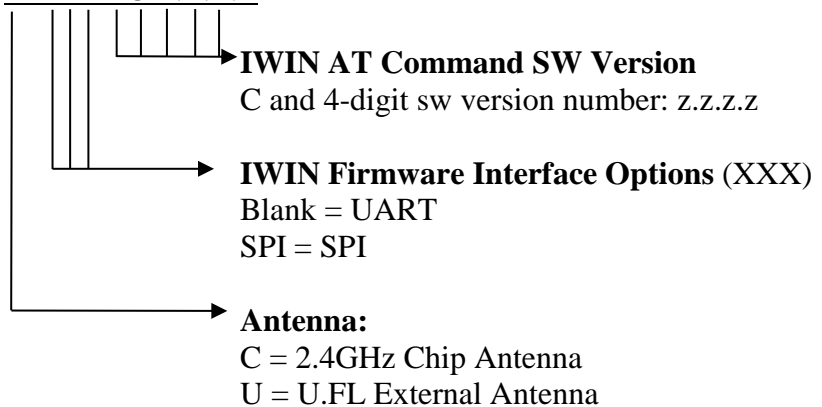 IWIN AT Command SW Version
C and 4-digit sw version number: z.z.z.z
IWIN Firmware Interface Options (XXX)
Blank = UART
SPI = SPI
Antenna:
C = 2.4GHz Chip Antenna
U = U.FL External Antenna